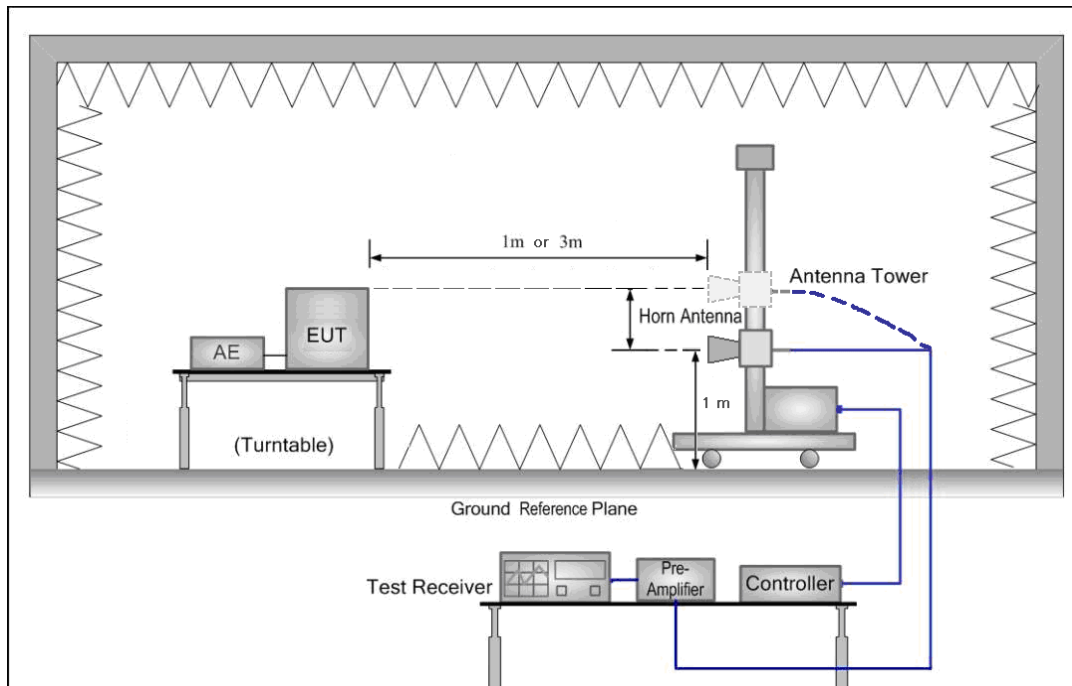 1m or 3m
Antenna Tower
Horn Antenna
EUT
AE
1 m
(Turntable)
Ground Reference Plane
Test Receiver
Pre-
Amplifier
Controller